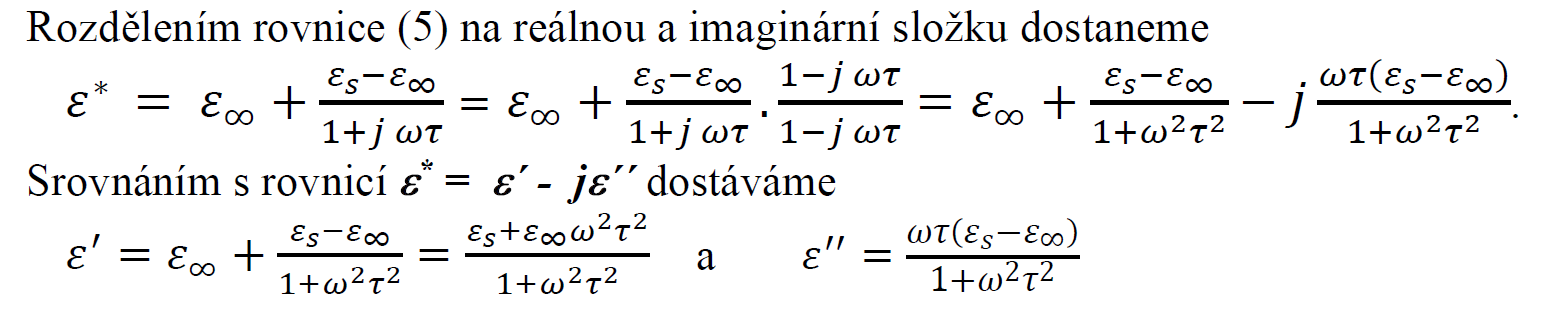 Rozdělením rovnice (5) na reálnou a imaginární složku dostaneme
ε* = ε∞ + (εₛ−ε∞)/(1+j ωτ) = ε∞ + (εₛ−ε∞)/(1+j ωτ) . (1−j ωτ)/(1−j ωτ) = ε∞ + (εₛ−ε∞)/(1+ω²τ²) − j ωτ(εₛ−ε∞)/(1+ω²τ²) .
Srovnáním s rovnicí ε* = ε´ - jε´´ dostáváme
ε′ = ε∞ + (εₛ−ε∞)/(1+ω²τ²) = (εₛ+ε∞ω²τ²)/(1+ω²τ²) a ε′′ = ωτ(εₛ−ε∞)/(1+ω²τ²)